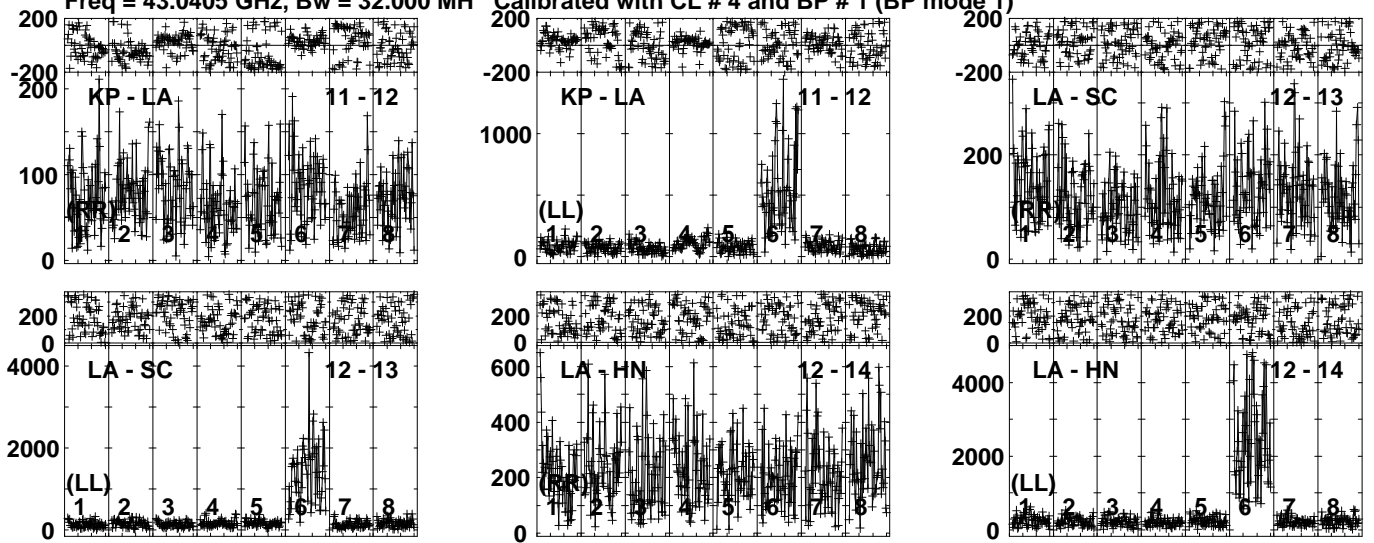 Freq = 43.0405 GHz, Bw = 32.000 MH Calibrated with CL # 4 and BP # 1 (BP mode 1)
200
-200
200
100
0
KP - LA 11 - 12
(RR)
1 2 3 4 5 6 7 8
200
-200
1000
0
KP - LA 11 - 12
(LL)
1 2 3 4 5 6 7 8
200
-200
200
0
LA - SC 12 - 13
(RR)
1 2 3 4 5 6 7 8
200
0
4000
2000
0
LA - SC 12 - 13
(LL)
1 2 3 4 5 6 7 8
200
0
600
400
200
0
LA - HN 12 - 14
(RR)
1 2 3 4 5 6 7 8
200
0
4000
2000
0
LA - HN 12 - 14
(LL)
1 2 3 4 5 6 7 8